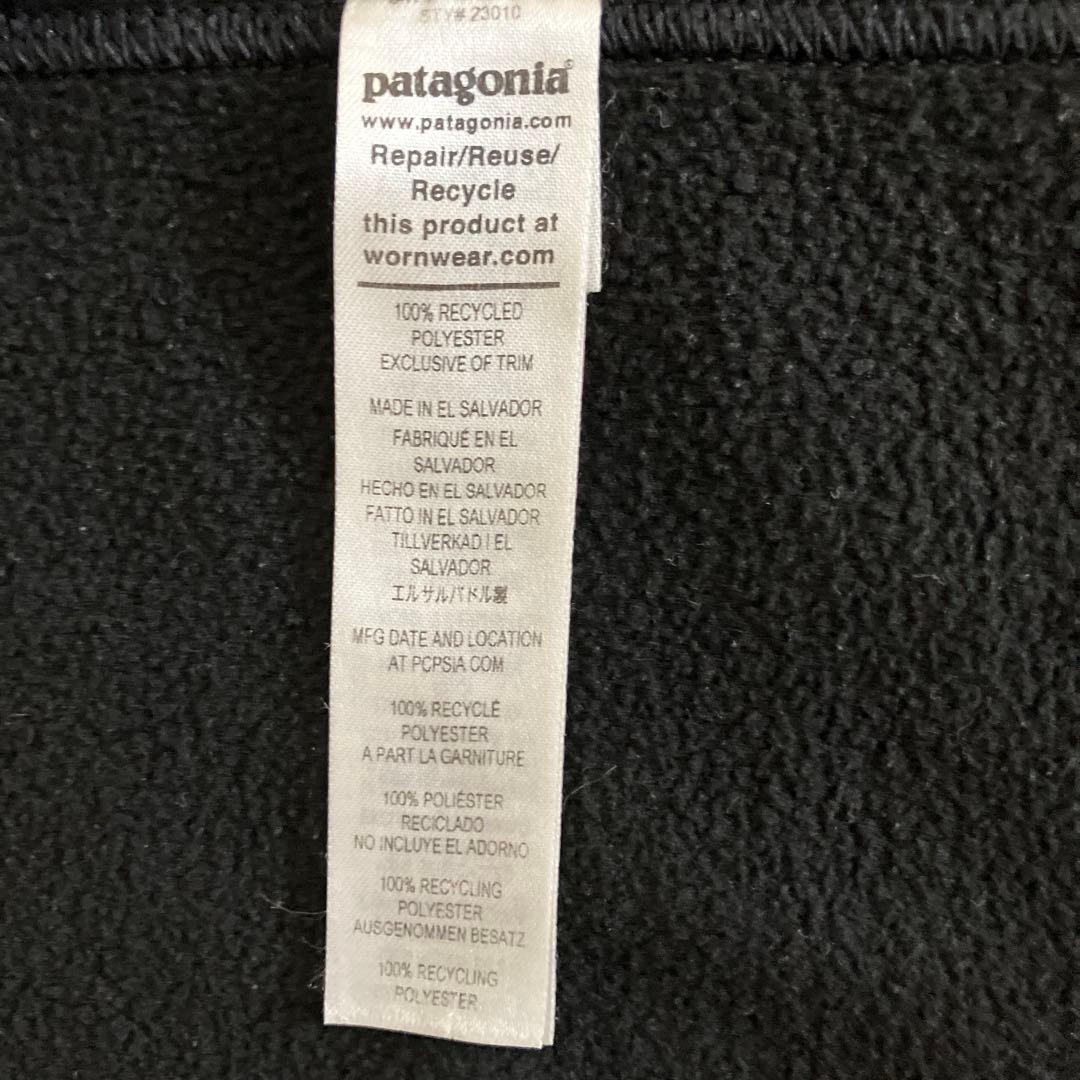 STY# 23010
patagonia®
www.patagonia.com
Repair/Reuse/
Recycle
this product at
wornwear.com
100% RECYCLED
POLYESTER
EXCLUSIVE OF TRIM
MADE IN EL SALVADOR
FABRIQUÉ EN EL
SALVADOR
HECHO EN EL SALVADOR
FATTO IN EL SALVADOR
TILLVERKAD I EL
SALVADOR
エルサルバドル製
MFG DATE AND LOCATION
AT PCPSIA COM
100% RECYCLÉ
POLYESTER
A PART LA GARNITURE
100% POLIÉSTER
RECICLADO
NO INCLUYE EL ADORNO
100% RECYCLING
POLYESTER
AUSGENOMMEN BESATZ
100% RECYCLING
POLYESTER